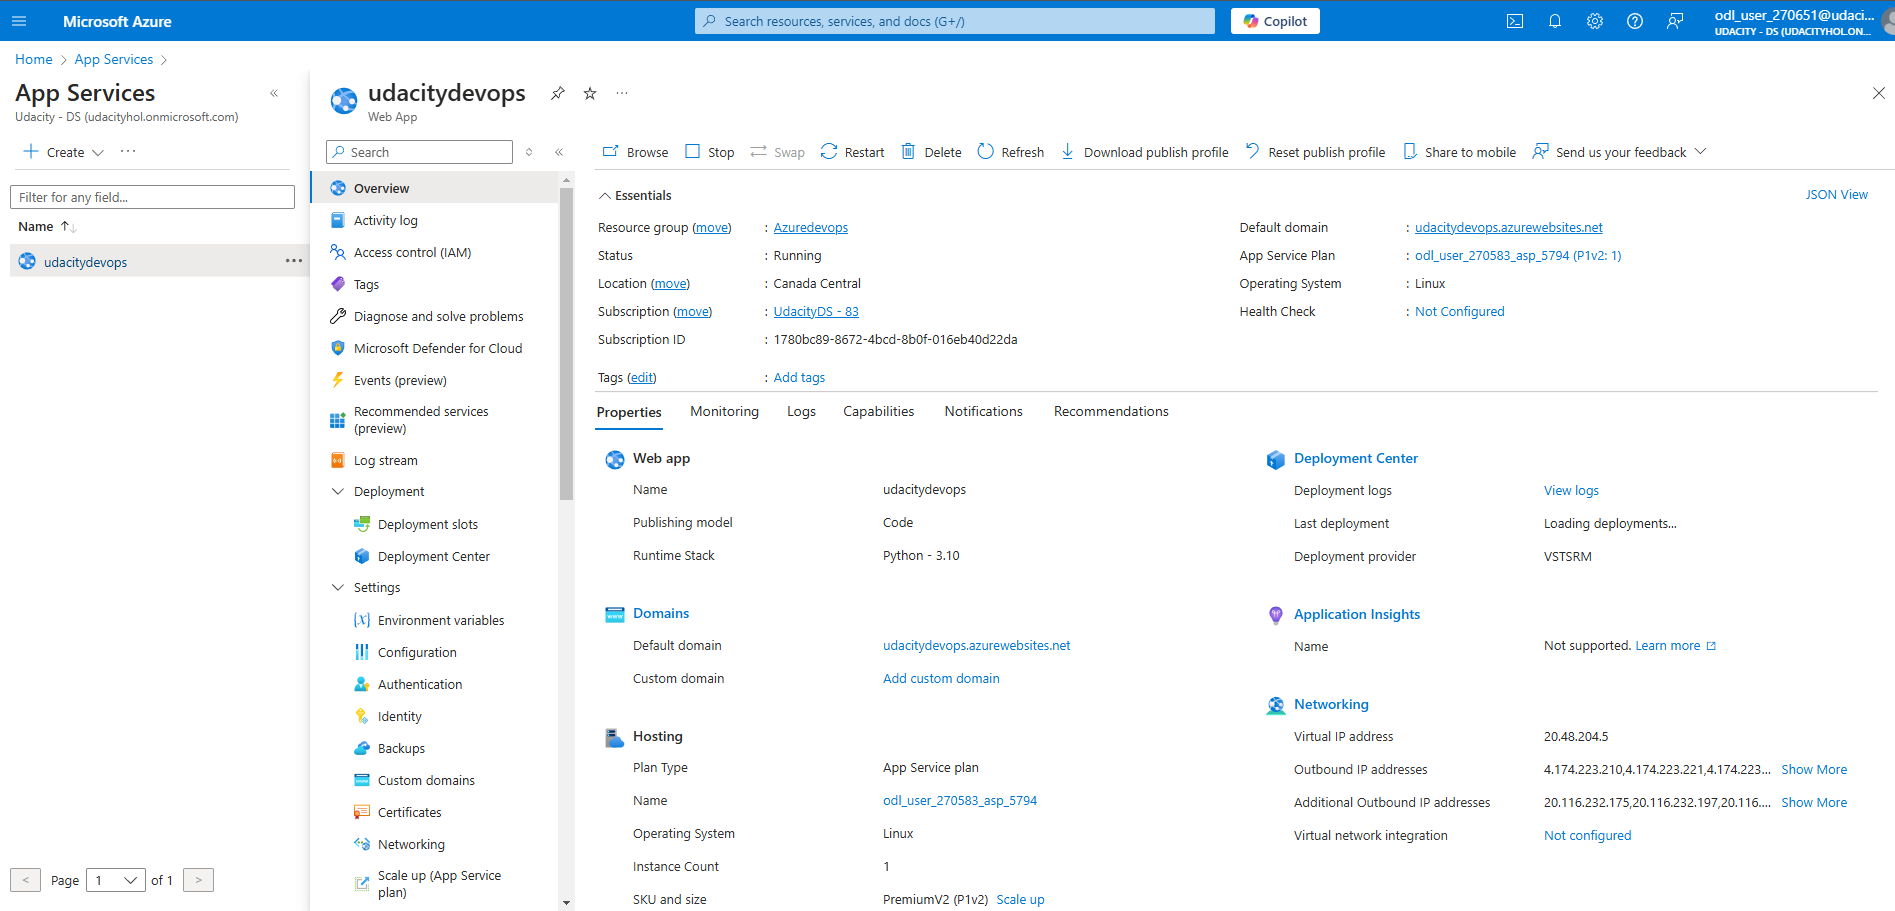 Microsoft Azure
Search resources, services, and docs (G+/)
Copilot
odl_user_270651@udaci...
UDACITY - DS (UDACITYHOL.ON...
Home > App Services >
App Services
Udacity - DS (udacityhol.onmicrosoft.com)
Create
Filter for any field...
Name
udacitydevops
Page 1 of 1
udacitydevops
Web App
Search
Overview
Activity log
Access control (IAM)
Tags
Diagnose and solve problems
Microsoft Defender for Cloud
Events (preview)
Recommended services
(preview)
Log stream
Deployment
Deployment slots
Deployment Center
Settings
Environment variables
Configuration
Authentication
Identity
Backups
Custom domains
Certificates
Networking
Scale up (App Service
plan)
Browse Stop Swap Restart Delete Refresh Download publish profile Reset publish profile Share to mobile Send us your feedback
Essentials
JSON View
Resource group (move) : Azuredevops
Status : Running
Location (move) : Canada Central
Subscription (move) : UdacityDS - 83
Subscription ID : 1780bc89-8672-4bcd-8b0f-016eb40d22da
Default domain : udacitydevops.azurewebsites.net
App Service Plan : odl_user_270583_asp_5794 (P1v2: 1)
Operating System : Linux
Health Check : Not Configured
Tags (edit) : Add tags
Properties Monitoring Logs Capabilities Notifications Recommendations
Web app
Name udacitydevops
Publishing model Code
Runtime Stack Python - 3.10
Domains
Default domain udacitydevops.azurewebsites.net
Custom domain Add custom domain
Hosting
Plan Type App Service plan
Name odl_user_270583_asp_5794
Operating System Linux
Instance Count 1
SKU and size PremiumV2 (P1v2) Scale up
Deployment Center
Deployment logs View logs
Last deployment Loading deployments...
Deployment provider VSTSRM
Application Insights
Name Not supported. Learn more
Networking
Virtual IP address 20.48.204.5
Outbound IP addresses 4.174.223.210,4.174.223.221,4.174.223... Show More
Additional Outbound IP addresses 20.116.232.175,20.116.232.197,20.116.... Show More
Virtual network integration Not configured